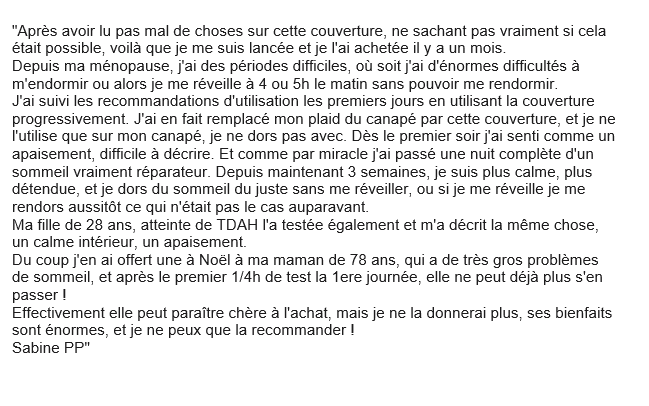 "Après avoir lu pas mal de choses sur cette couverture, ne sachant pas vraiment si cela
était possible, voilà que je me suis lancée et je l'ai achetée il y a un mois.
Depuis ma ménopause, j'ai des périodes difficiles, où soit j'ai d'énormes difficultés à
m'endormir ou alors je me réveille à 4 ou 5h le matin sans pouvoir me rendormir.
J'ai suivi les recommandations d'utilisation les premiers jours en utilisant la couverture
progressivement. J'ai en fait remplacé mon plaid du canapé par cette couverture, et je ne
l'utilise que sur mon canapé, je ne dors pas avec. Dès le premier soir j'ai senti comme un
apaisement, difficile à décrire. Et comme par miracle j'ai passé une nuit complète d'un
sommeil vraiment réparateur. Depuis maintenant 3 semaines, je suis plus calme, plus
détendue, et je dors du sommeil du juste sans me réveiller, ou si je me réveille je me
rendors aussitôt ce qui n'était pas le cas auparavant.
Ma fille de 28 ans, atteinte de TDAH l'a testée également et m'a décrit la même chose,
un calme intérieur, un apaisement.
Du coup j'en ai offert une à Noël à ma maman de 78 ans, qui a de très gros problèmes
de sommeil, et après le premier 1/4h de test la 1ere journée, elle ne peut déjà plus s'en
passer !
Effectivement elle peut paraître chère à l'achat, mais je ne la donnerai plus, ses bienfaits
sont énormes, et je ne peux que la recommander !
Sabine PP"